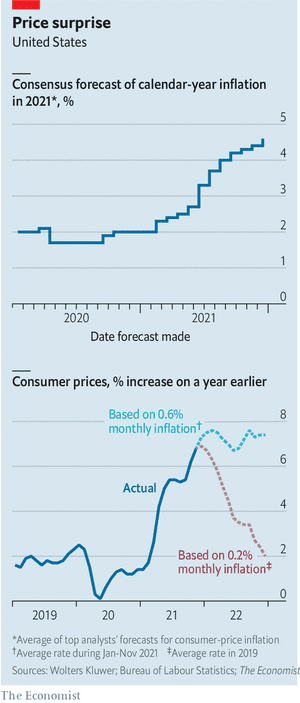 Price surprise
United States
Consensus forecast of calendar-year inflation
in 2021*, %
5
4
3
2
1
0
2020
2021
Date forecast made
Consumer prices, % increase on a year earlier
8
Based on 0.6%
monthly inflation†
6
Actual
4
2
Based on 0.2%
monthly inflation‡
0
2019
20
21
22
*Average of top analysts' forecasts for consumer-price inflation
†Average rate during Jan-Nov 2021 ‡Average rate in 2019
Sources: Wolters Kluwer; Bureau of Labour Statistics; The Economist
The Economist